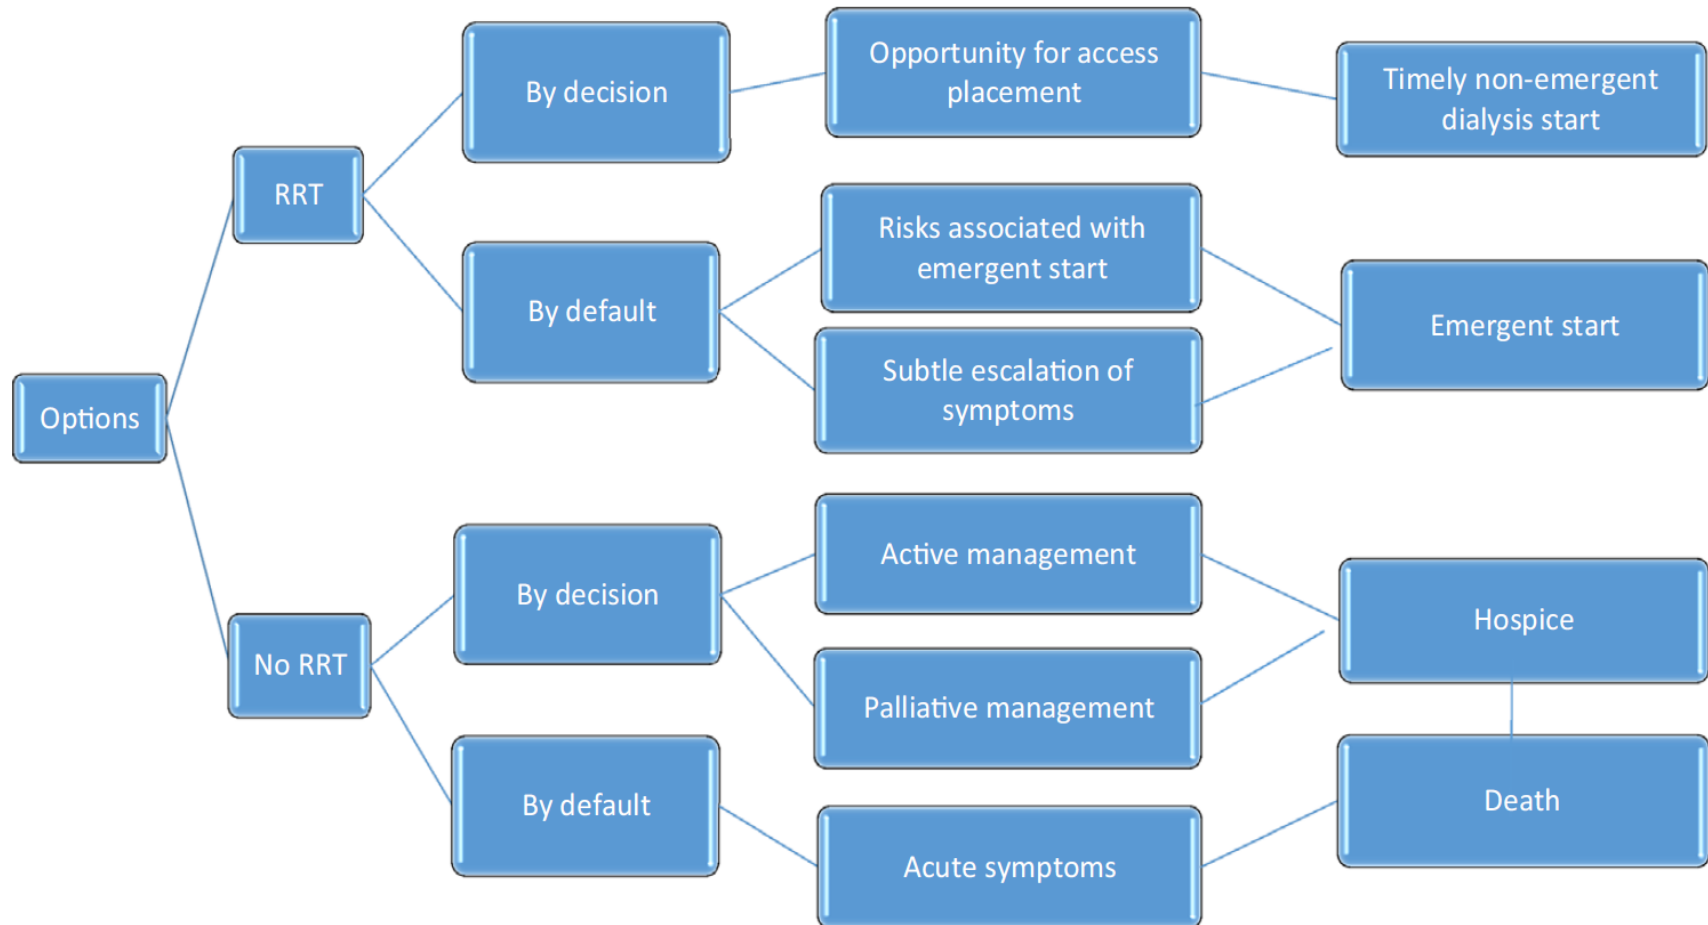 Options
RRT
By decision
Opportunity for access
placement
Timely non-emergent
dialysis start
By default
Risks associated with
emergent start
Subtle escalation of
symptoms
Emergent start
No RRT
By decision
Active management
Palliative management
Hospice
By default
Acute symptoms
Death